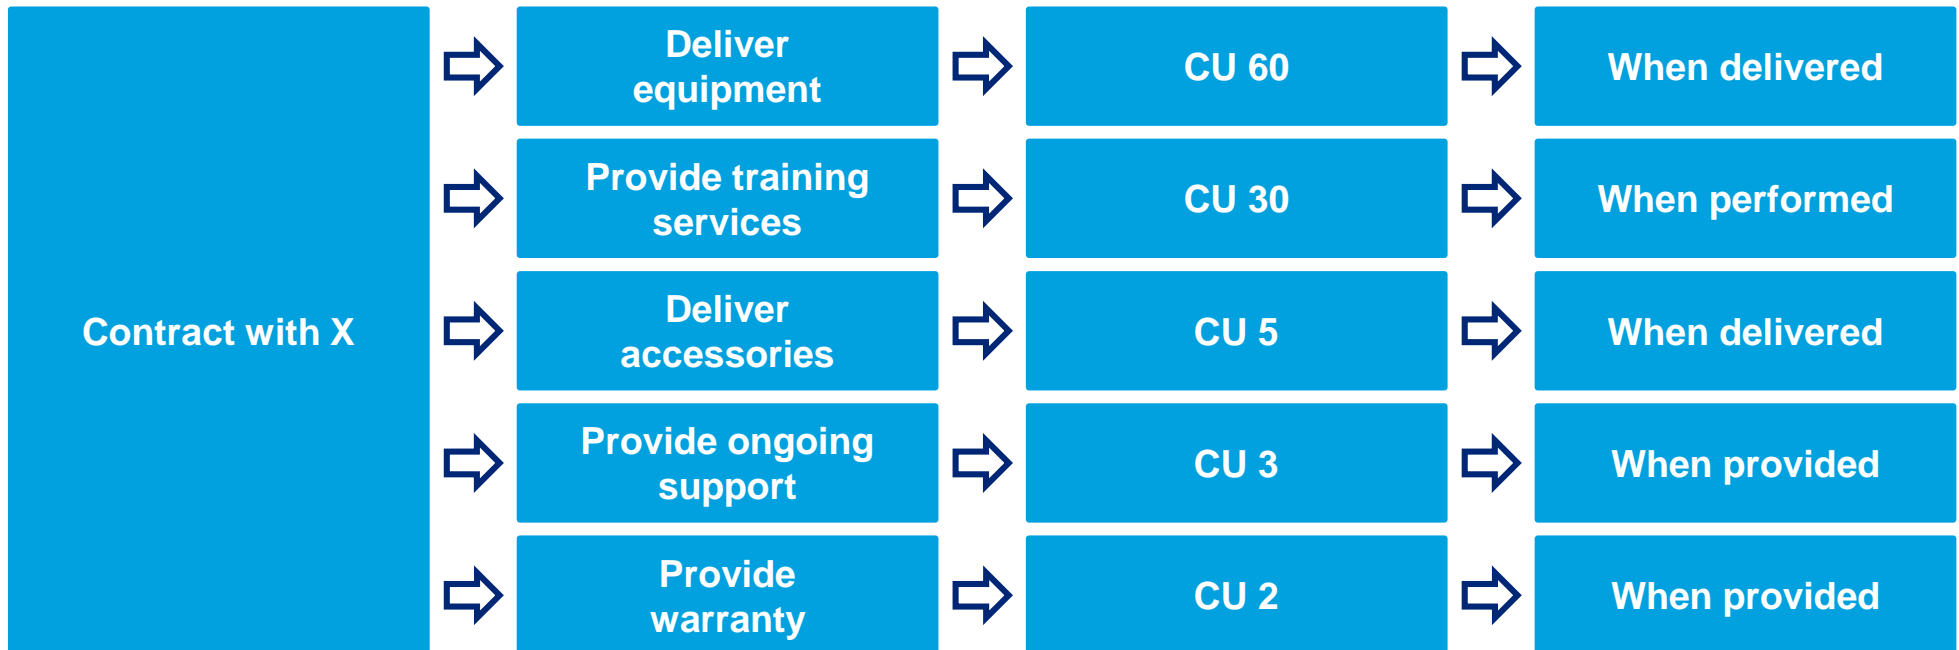 Contract with X
Deliver
equipment
CU 60
When delivered
Provide training
services
CU 30
When performed
Deliver
accessories
CU 5
When delivered
Provide ongoing
support
CU 3
When provided
Provide
warranty
CU 2
When provided